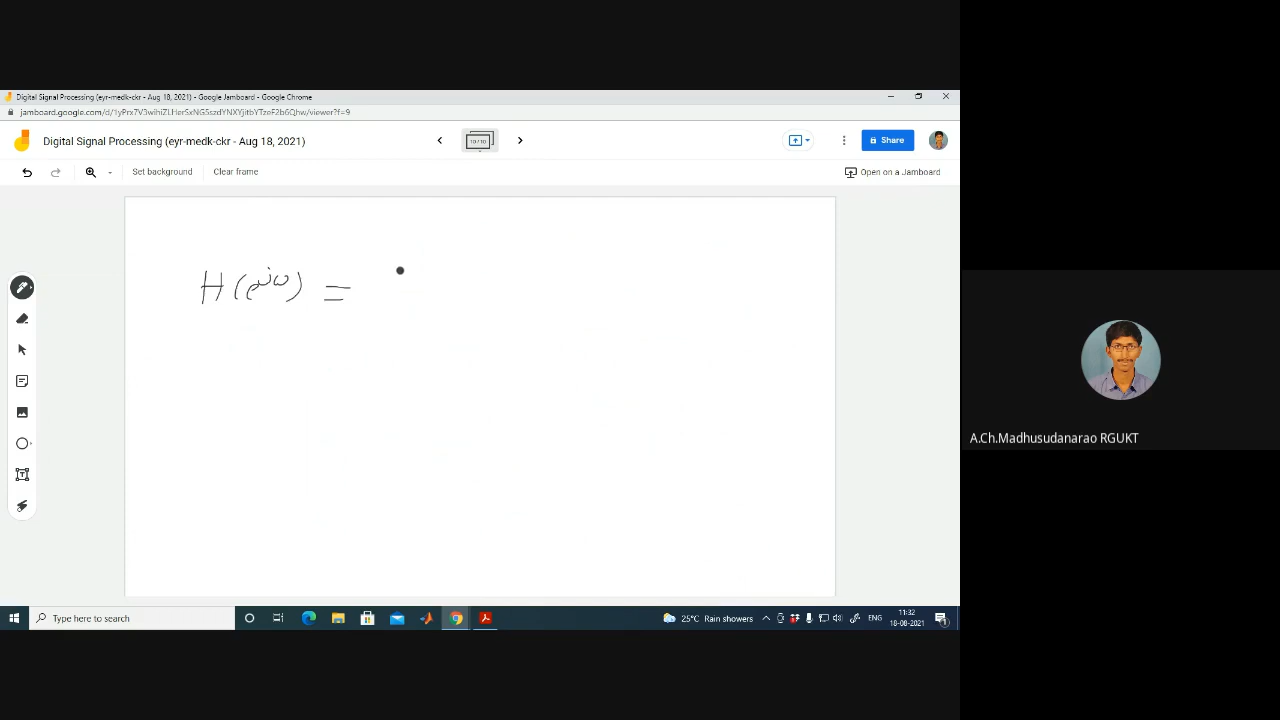 Digital Signal Processing (eyr-medk-ckr - Aug 18, 2021) - Google Jamboard - Google Chrome
Digital Signal Processing (eyr-medk-ckr - Aug 18, 2021)
10 / 10
Share
Set background
Clear frame
Open on a Jamboard
H(e^jω) =
A.Ch.Madhusudanarao RGUKT
Type here to search
25°C Rain showers
ENG
11:32
18-08-2021